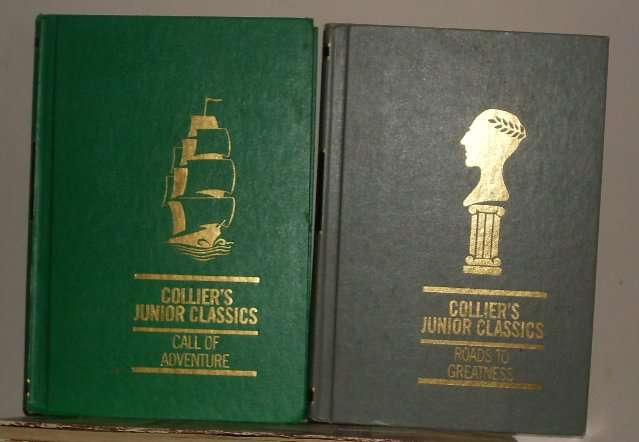 COLLIER'S
JUNIOR CLASSICS
CALL OF
ADVENTURE
COLLIER'S
JUNIOR CLASSICS
ROADS TO
GREATNESS